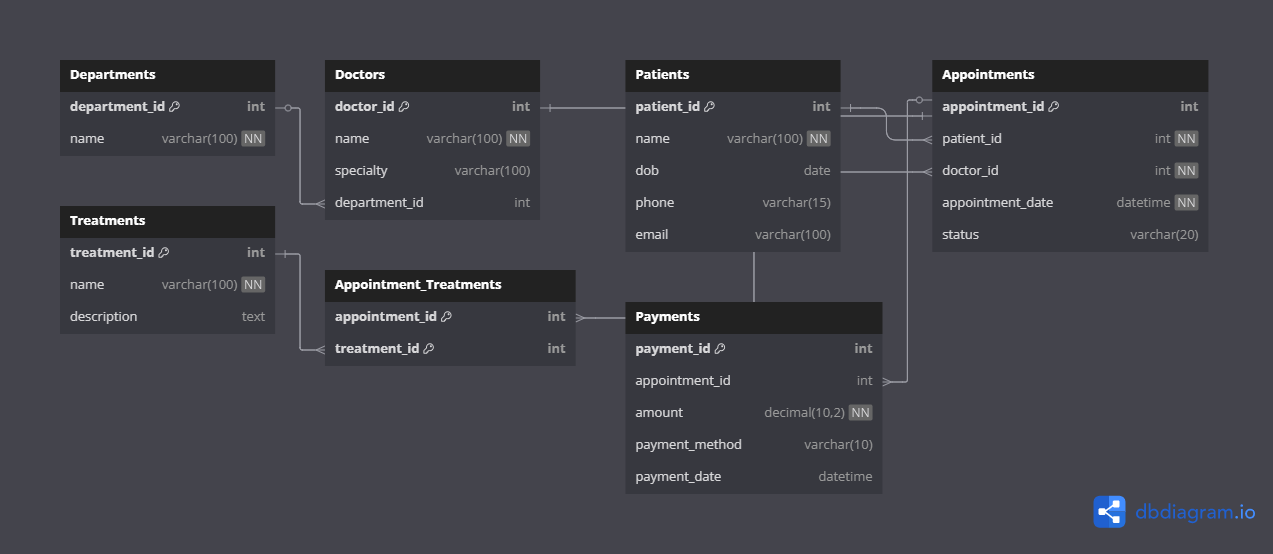 Departments
department_id int
name varchar(100) NN
Doctors
doctor_id int
name varchar(100) NN
specialty varchar(100)
department_id int
Patients
patient_id int
name varchar(100) NN
dob date
phone varchar(15)
email varchar(100)
Appointments
appointment_id int
patient_id int NN
doctor_id int NN
appointment_date datetime NN
status varchar(20)
Treatments
treatment_id int
name varchar(100) NN
description text
Appointment_Treatments
appointment_id int
treatment_id int
Payments
payment_id int
appointment_id int
amount decimal(10,2) NN
payment_method varchar(10)
payment_date datetime
dbdiagram.io